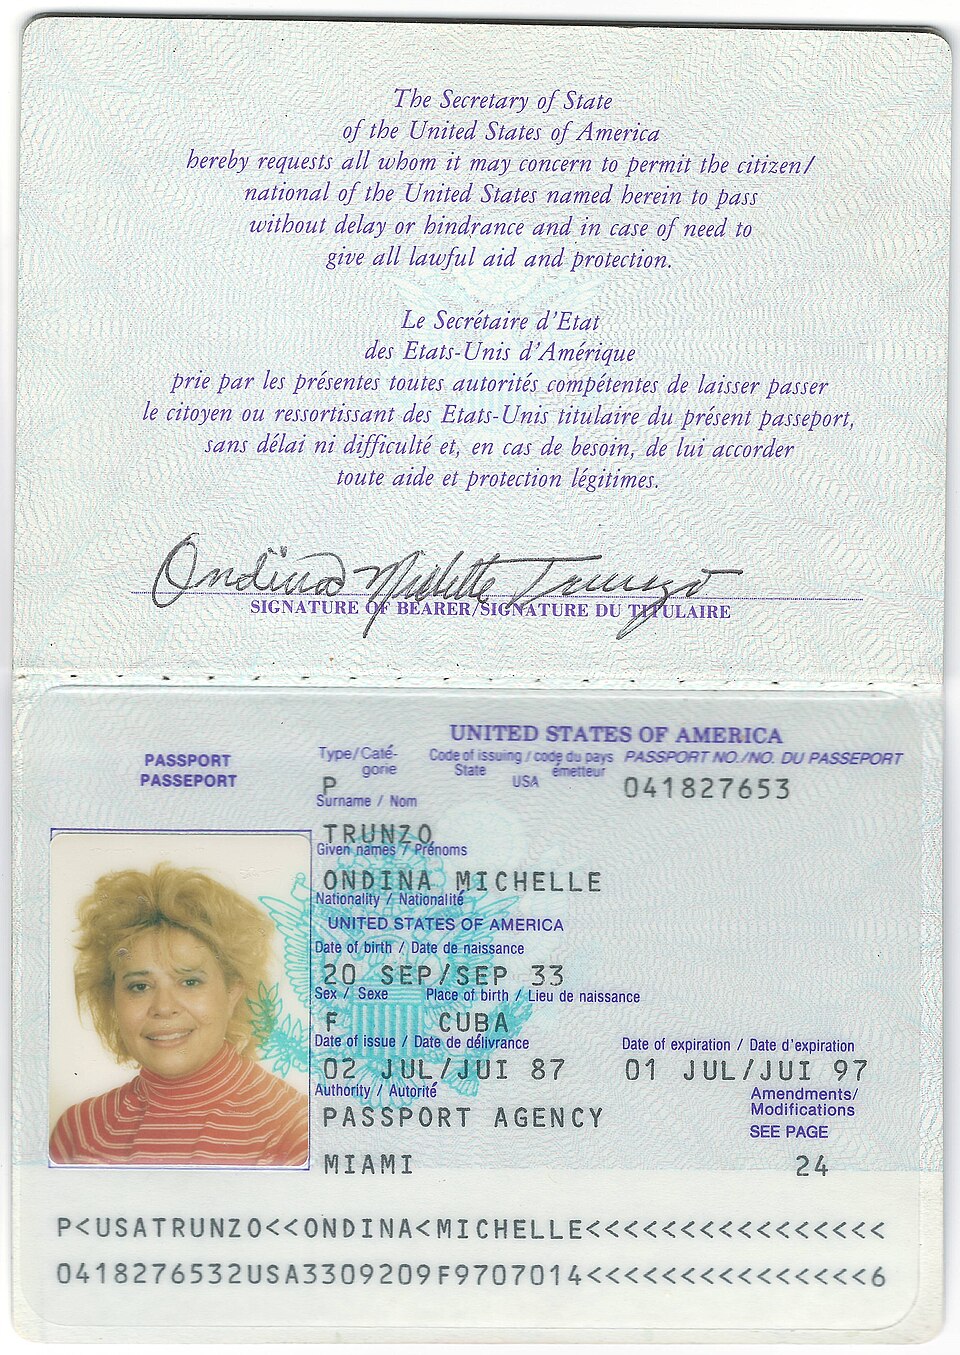 The Secretary of State
of the United States of America
hereby requests all whom it may concern to permit the citizen/
national of the United States named herein to pass
without delay or hindrance and in case of need to
give all lawful aid and protection.
Le Secrétaire d'Etat
des Etats-Unis d'Amérique
prie par les présentes toutes autorités compétentes de laisser passer
le citoyen ou ressortissant des Etats-Unis titulaire du présent passeport,
sans délai ni difficulté et, en cas de besoin, de lui accorder
toute aide et protection légitimes.
Ondina Michelle Trunzo
SIGNATURE OF BEARER/SIGNATURE DU TITULAIRE
UNITED STATES OF AMERICA
PASSPORT
PASSEPORT
Type/Caté-
gorie
P
Code of issuing / code du pays
State émetteur
USA
PASSPORT NO./NO. DU PASSEPORT
041827653
Surname / Nom
TRUNZO
Given names / Prénoms
ONDINA MICHELLE
Nationality / Nationalité
UNITED STATES OF AMERICA
Date of birth / Date de naissance
20 SEP/SEP 33
Sex / Sexe Place of birth / Lieu de naissance
F CUBA
Date of issue / Date de délivrance Date of expiration / Date d'expiration
02 JUL/JUI 87 01 JUL/JUI 97
Authority / Autorité Amendments/
Modifications
PASSPORT AGENCY SEE PAGE
MIAMI 24
P<USATRUNZO<<ONDINA<MICHELLE<<<<<<<<<<<<<<<<
0418276532USA3309209F9707014<<<<<<<<<<<<<<<6